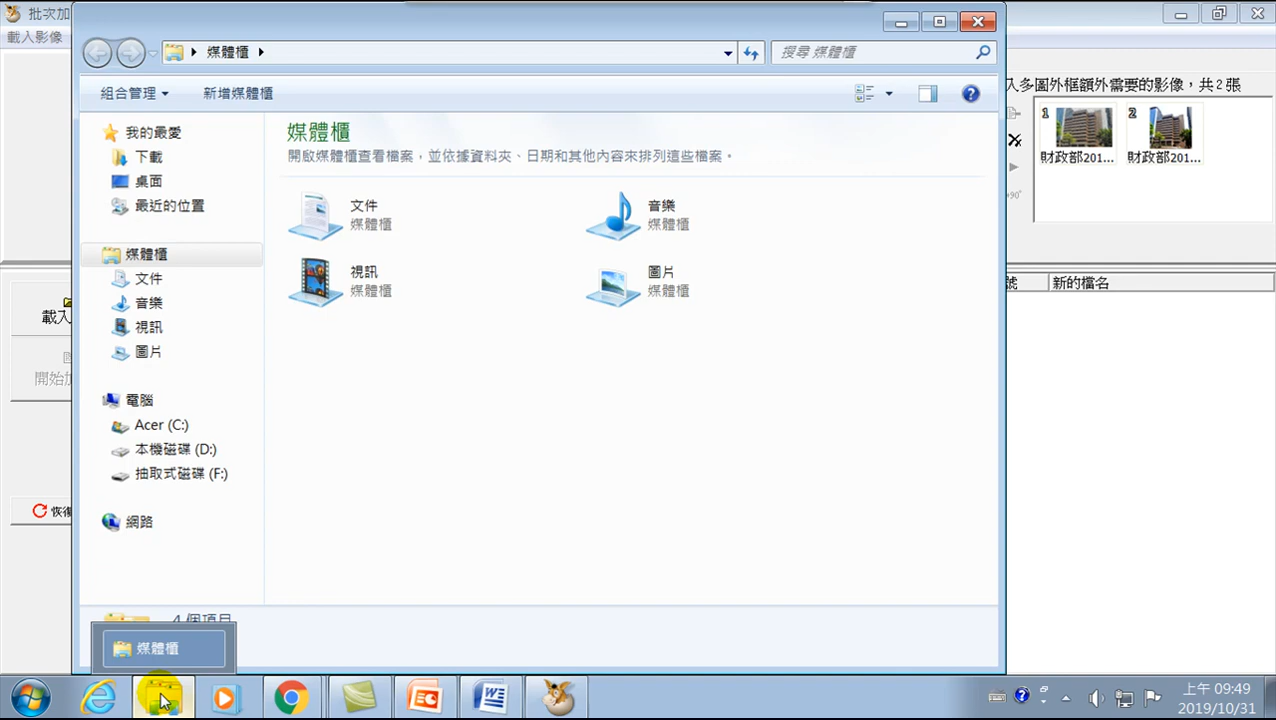 批次加
載入影像
媒體櫃
搜尋 媒體櫃
組合管理
新增媒體櫃
我的最愛
下載
桌面
最近的位置
媒體櫃
文件
音樂
視訊
圖片
電腦
Acer (C:)
本機磁碟 (D:)
抽取式磁碟 (F:)
網路
媒體櫃
開啟媒體櫃查看檔案，並依據資料夾、日期和其他內容來排列這些檔案。
文件
媒體櫃
音樂
媒體櫃
視訊
媒體櫃
圖片
媒體櫃
4 個項目
媒體櫃
載入
開始加
恢復
入多圖外框額外需要的影像，共2張
1
2
財政部201...
財政部201...
+90°
號
新的檔名
上午 09:49
2019/10/31